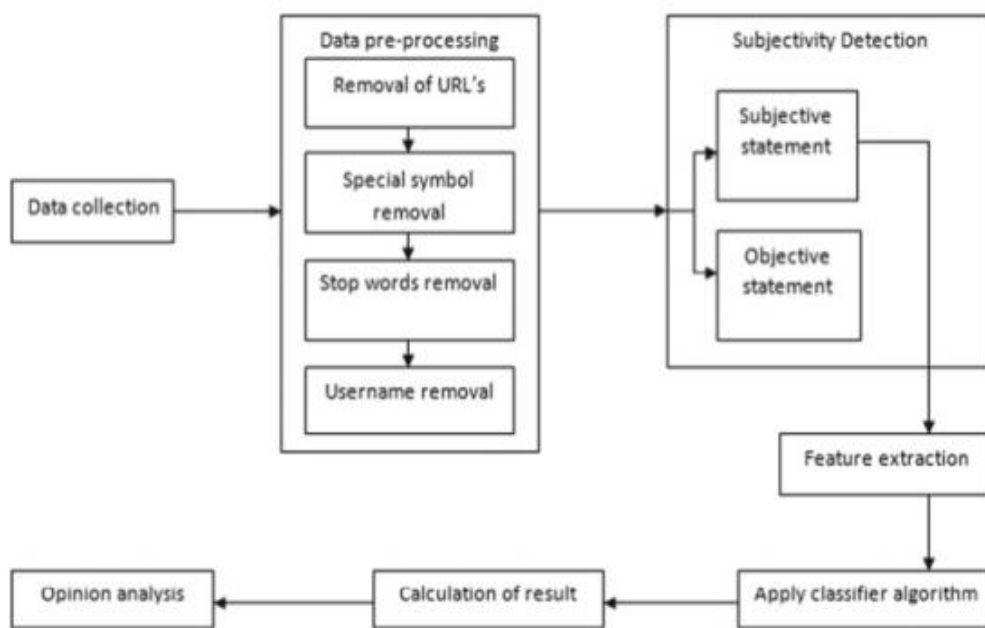 Data collection
Data pre-processing
Removal of URL's
Special symbol
removal
Stop words removal
Username removal
Subjectivity Detection
Subjective
statement
Objective
statement
Feature extraction
Apply classifier algorithm
Calculation of result
Opinion analysis